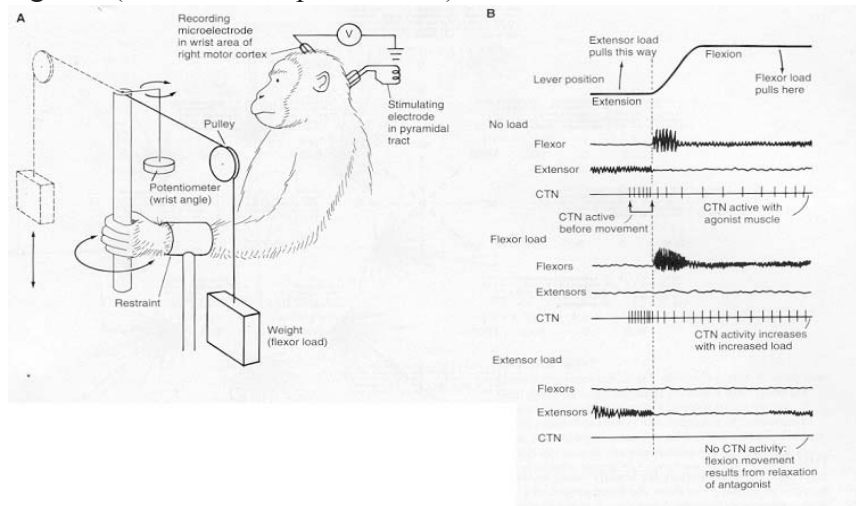 A
Recording
microelectrode
in wrist area of
right motor cortex
V
Stimulating
electrode
in pyramidal
tract
Pulley
Potentiometer
(wrist angle)
Restraint
Weight
(flexor load)
B
Extensor load
pulls this way
Flexion
Lever position
Flexor load
pulls here
Extension
No load
Flexor
Extensor
CTN
CTN active
before movement
CTN active with
agonist muscle
Flexor load
Flexors
Extensors
CTN
CTN activity increases
with increased load
Extensor load
Flexors
Extensors
CTN
No CTN activity:
flexion movement
results from relaxation
of antagonist